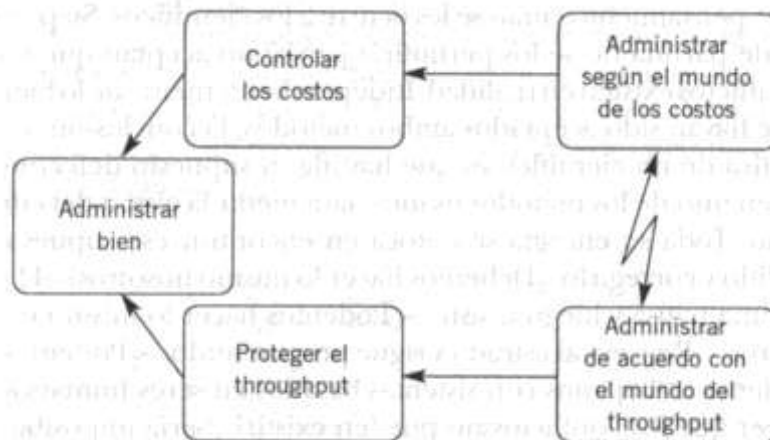 Controlar
los costos
Administrar
según el mundo
de los costos
Administrar
bien
Proteger el
throughput
Administrar
de acuerdo con
el mundo del
throughput